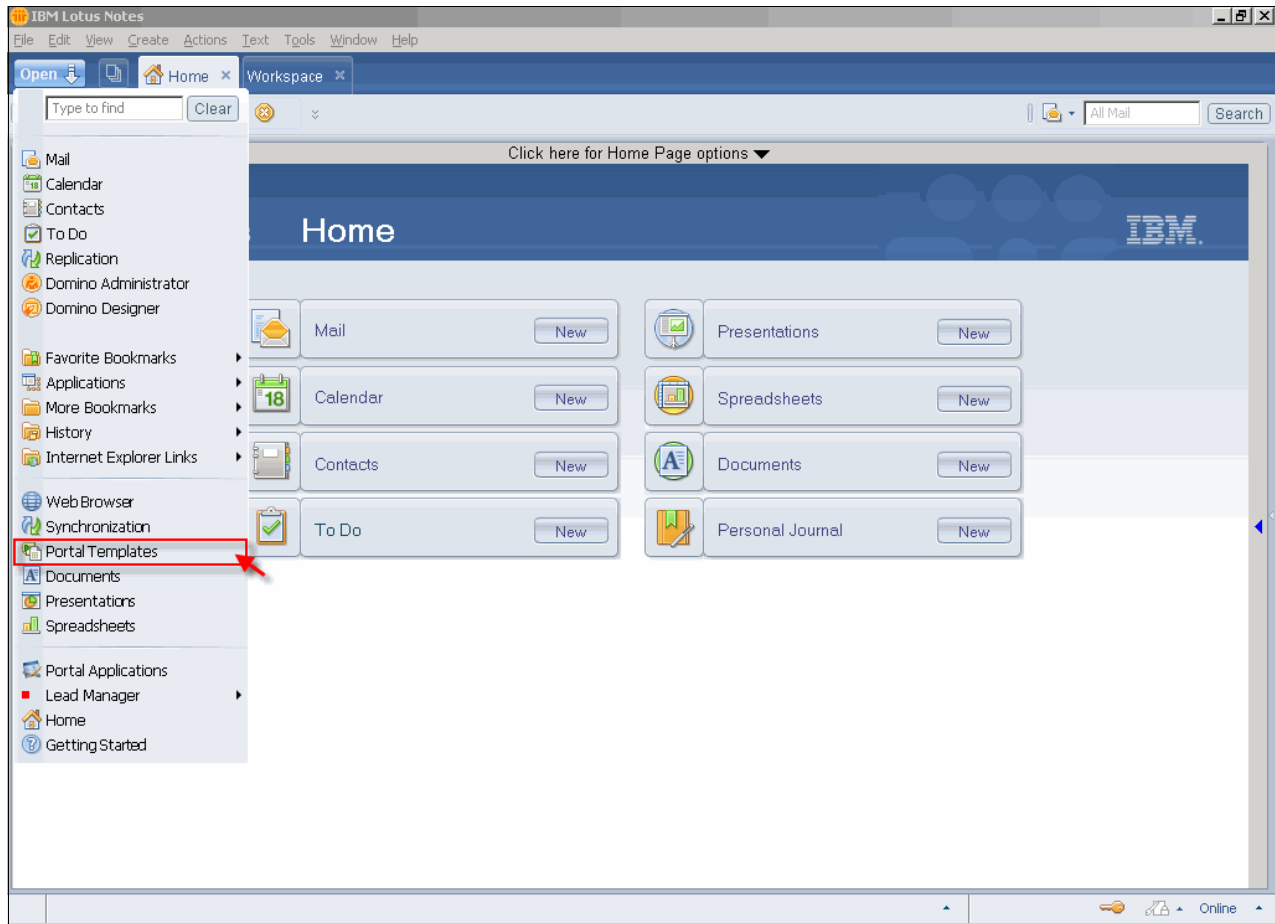 IBM Lotus Notes
File Edit View Create Actions Text Tools Window Help
Open Home Workspace
Type to find Clear
All Mail Search
Click here for Home Page options
Home
IBM.
Mail
Calendar
Contacts
To Do
Replication
Domino Administrator
Domino Designer
Favorite Bookmarks
Applications
More Bookmarks
History
Internet Explorer Links
Web Browser
Synchronization
Portal Templates
Documents
Presentations
Spreadsheets
Portal Applications
Lead Manager
Home
Getting Started
Mail New
Presentations New
18 Calendar New
Spreadsheets New
Contacts New
Documents New
To Do New
Personal Journal New
Online